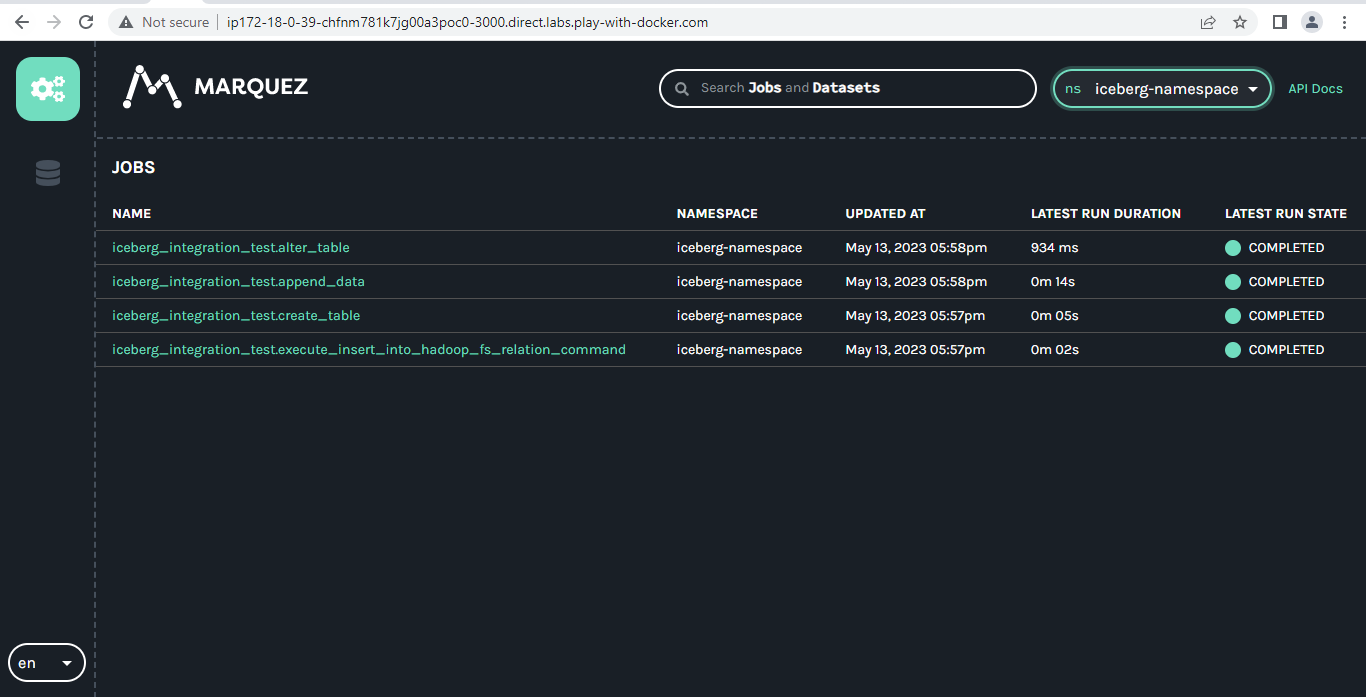 Not secure ip172-18-0-39-chfnm781k7jg00a3poc0-3000.direct.labs.play-with-docker.com
MARQUEZ
Search Jobs and Datasets
ns iceberg-namespace
API Docs
JOBS
NAME NAMESPACE UPDATED AT LATEST RUN DURATION LATEST RUN STATE
iceberg_integration_test.alter_table iceberg-namespace May 13, 2023 05:58pm 934 ms COMPLETED
iceberg_integration_test.append_data iceberg-namespace May 13, 2023 05:58pm 0m 14s COMPLETED
iceberg_integration_test.create_table iceberg-namespace May 13, 2023 05:57pm 0m 05s COMPLETED
iceberg_integration_test.execute_insert_into_hadoop_fs_relation_command iceberg-namespace May 13, 2023 05:57pm 0m 02s COMPLETED
en